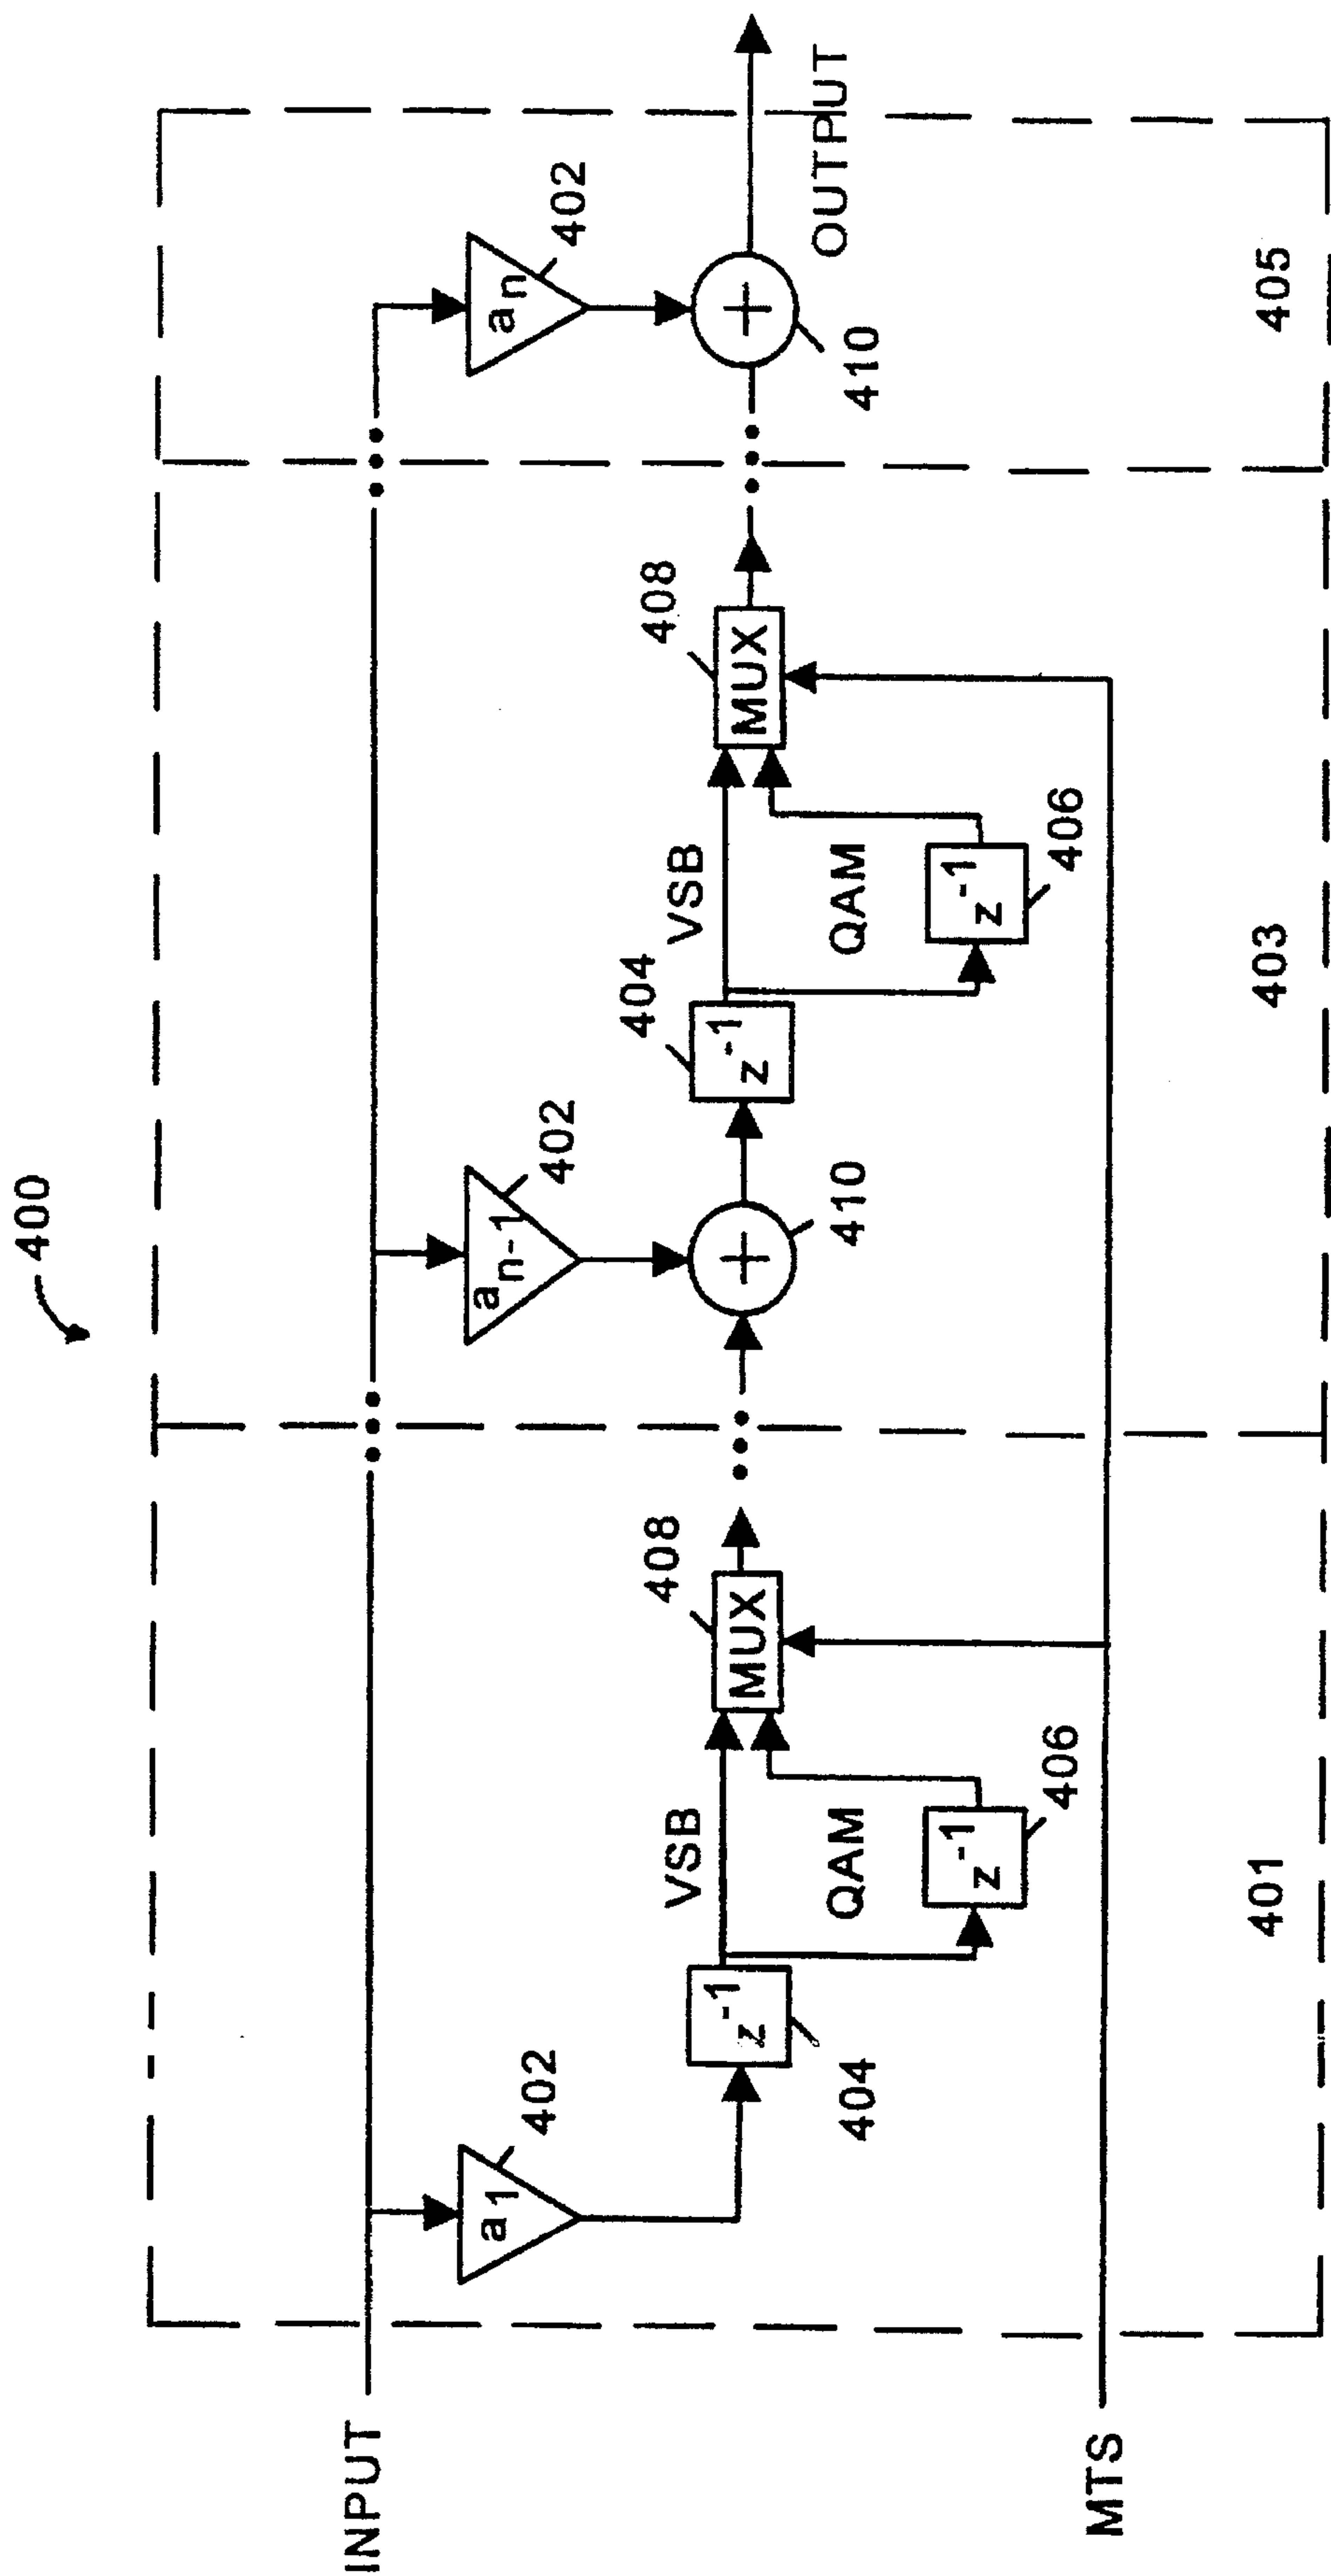 400
INPUT
a1
402
an-1
402
an
402
404
z-1
VSB
408
MUX
410
404
z-1
VSB
408
MUX
410
OUTPUT
QAM
z-1
406
QAM
z-1
406
MTS
401
403
405